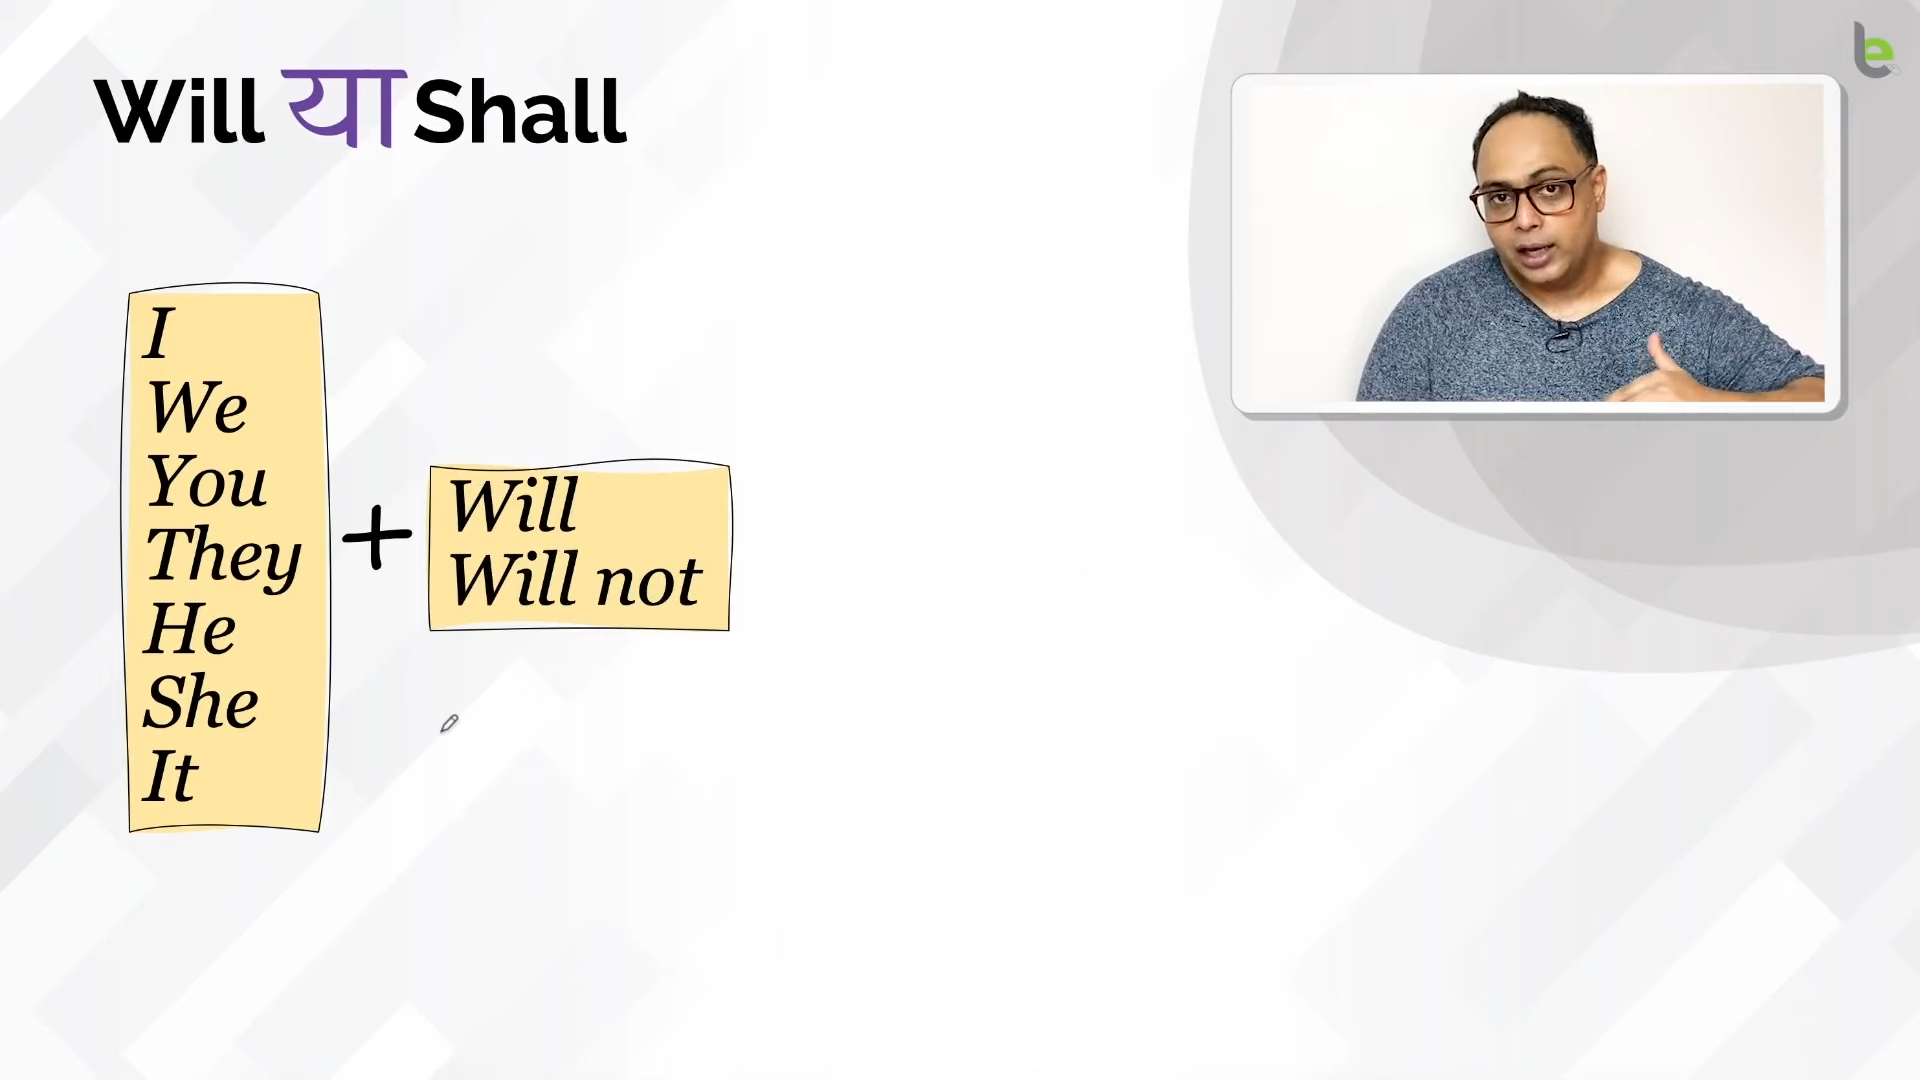 Will या Shall
I
We
You
They
He
She
It
+
Will
Will not